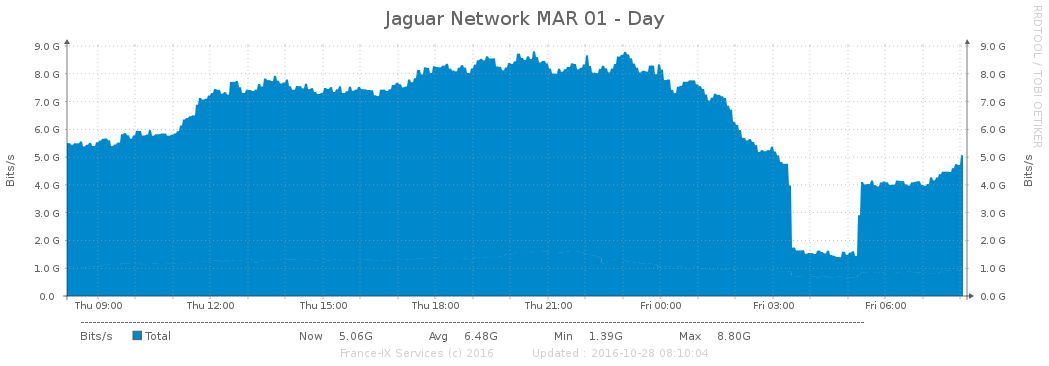 Jaguar Network MAR 01 - Day
RRDTOOL / TOBI OETIKER
9.0 G 9.0 G
8.0 G 8.0 G
7.0 G 7.0 G
6.0 G 6.0 G
5.0 G 5.0 G
4.0 G 4.0 G
3.0 G 3.0 G
2.0 G 2.0 G
1.0 G 1.0 G
0.0 0.0 G
Bits/s Bits/s
Thu 09:00 Thu 12:00 Thu 15:00 Thu 18:00 Thu 21:00 Fri 00:00 Fri 03:00 Fri 06:00
Bits/s Total Now 5.06G Avg 6.48G Min 1.39G Max 8.80G
France-IX Services (c) 2016 Updated : 2016-10-28 08:10:04